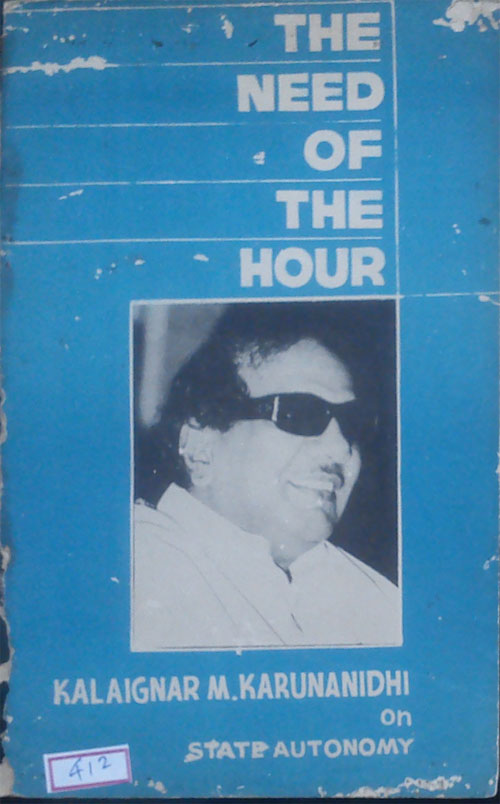 THE
NEED
OF
THE
HOUR
KALAIGNAR M.KARUNANIDHI
on
STATE AUTONOMY
412